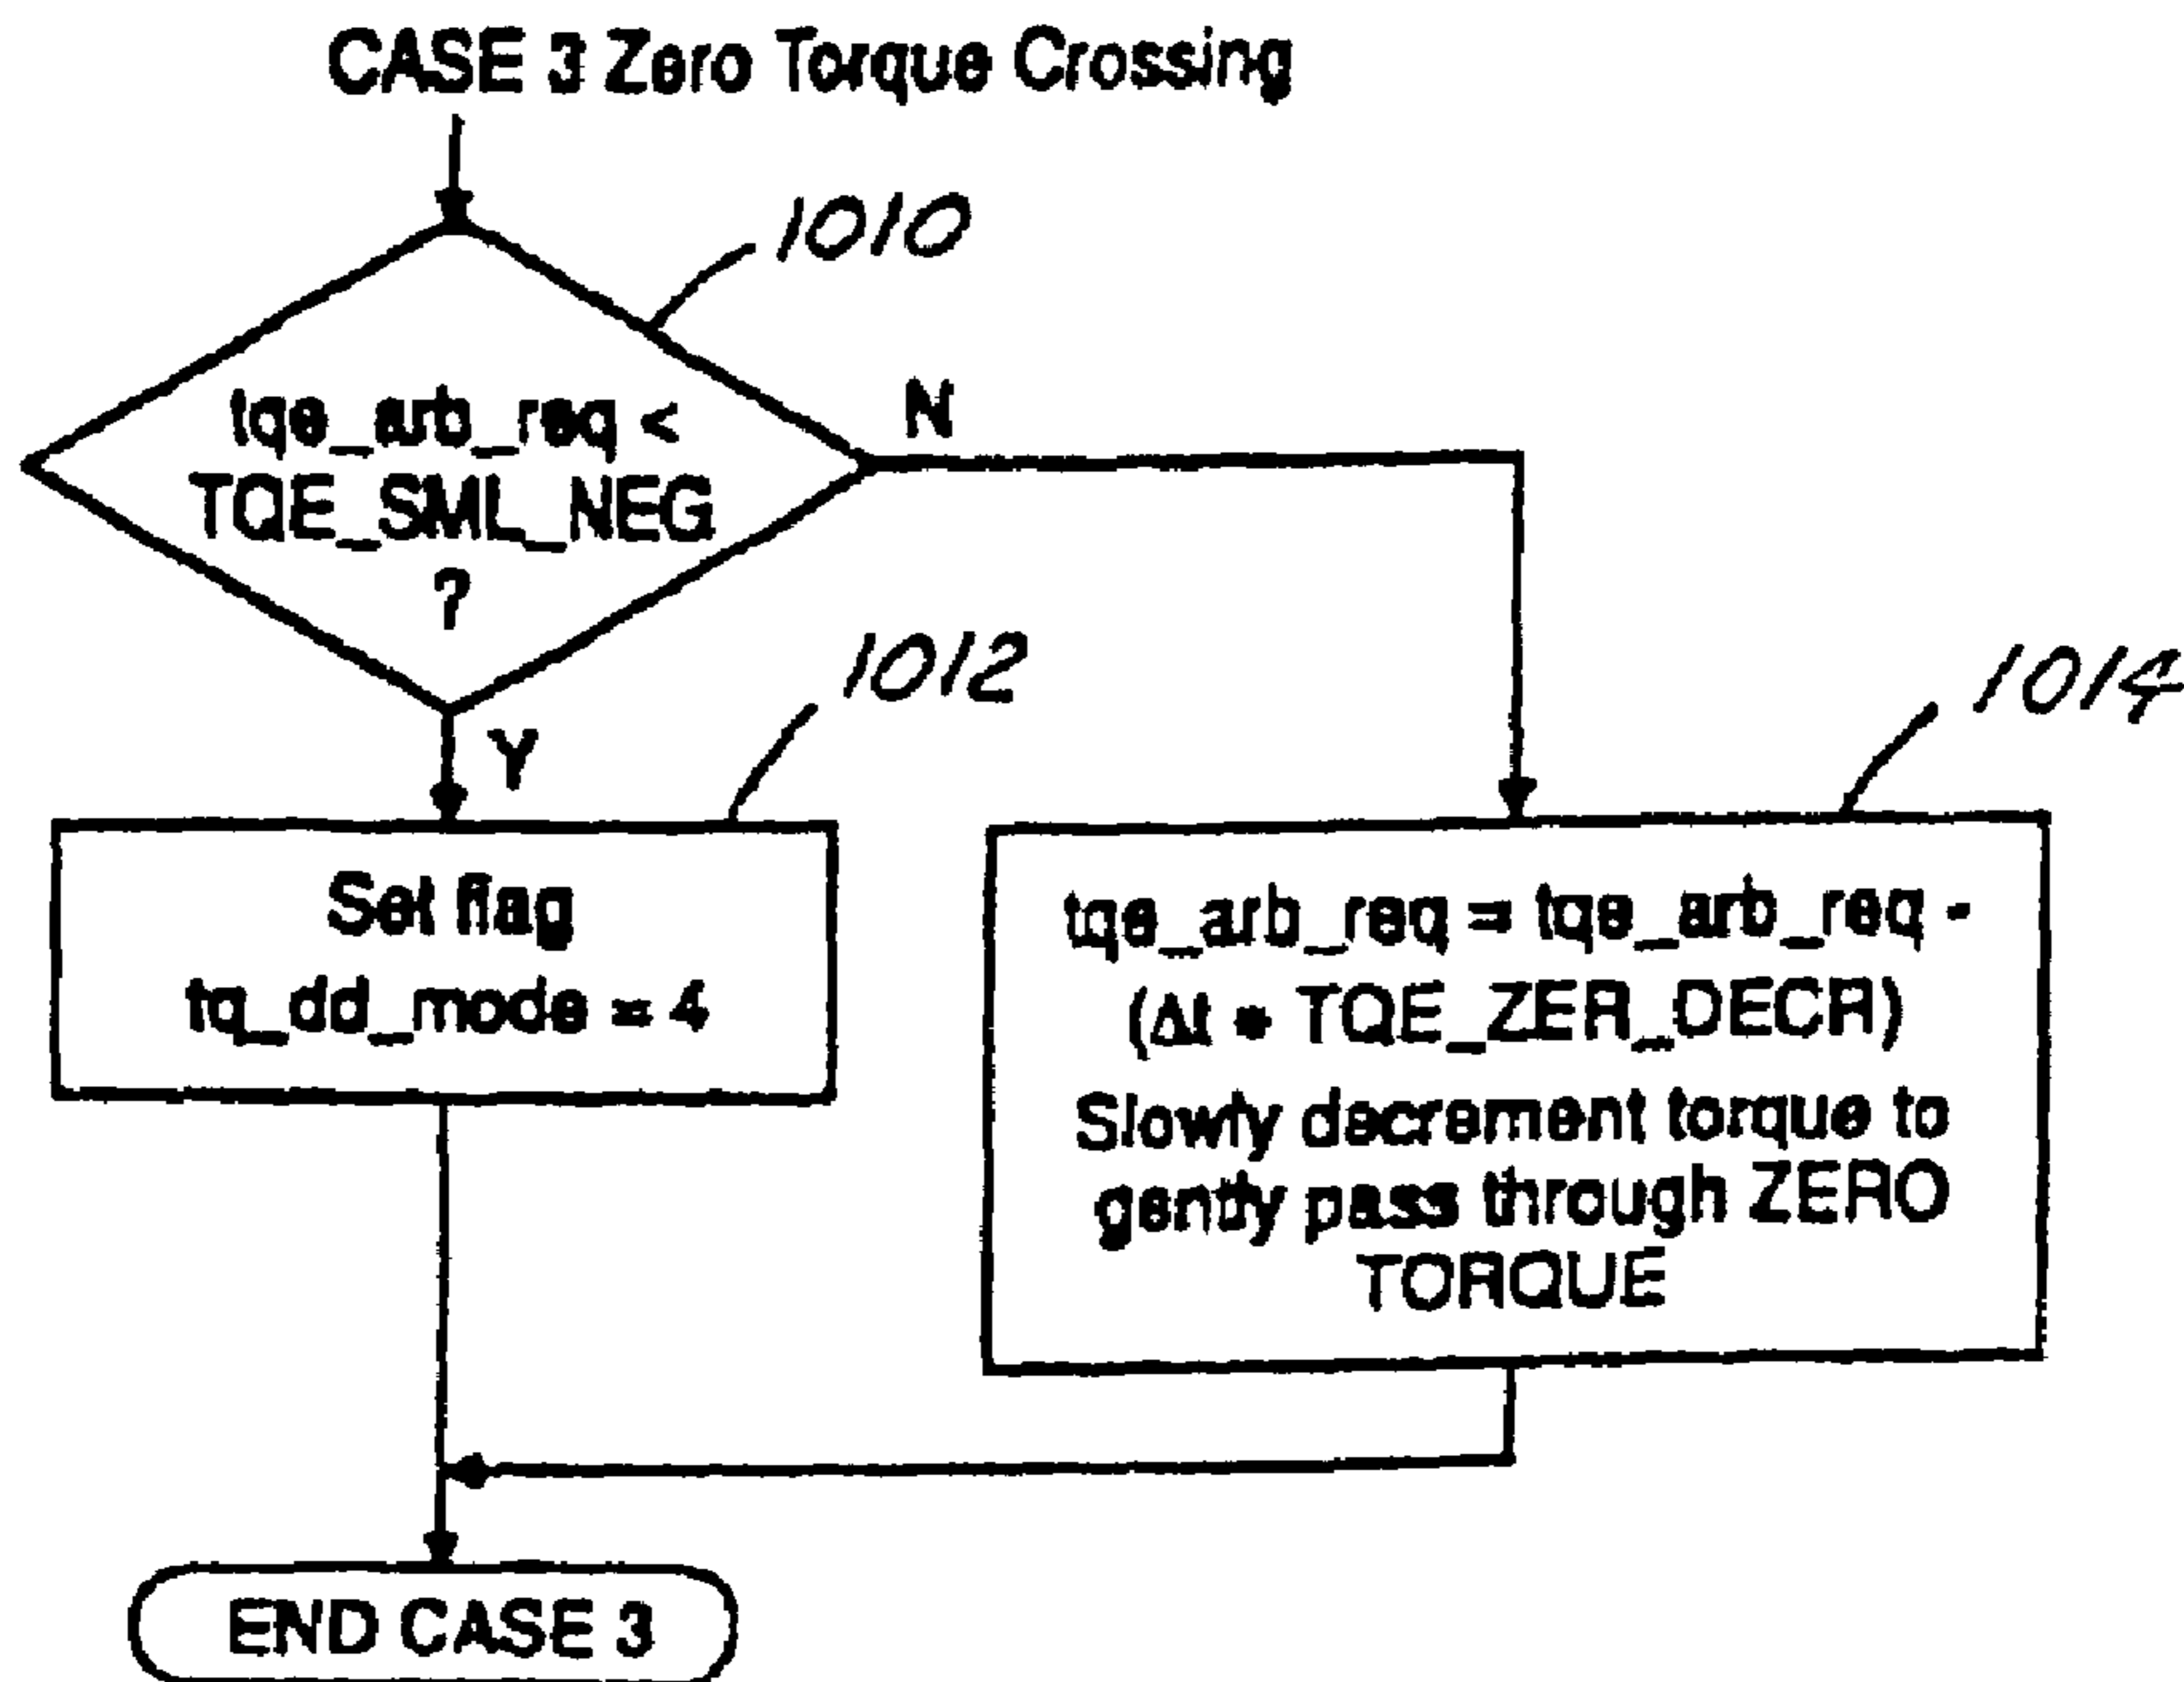 CASE 3 Zero Torque Crossing
1010
tqe_arb_req <
TQE_SML_NEG
?
N
Y
1012
Set flag
tq_dd_mode = 4
1014
tqe_arb_req = tqe_arb_req -
(Δt * TQE_ZER_DECR)
Slowly decrement torque to
gently pass through ZERO
TORQUE
END CASE 3